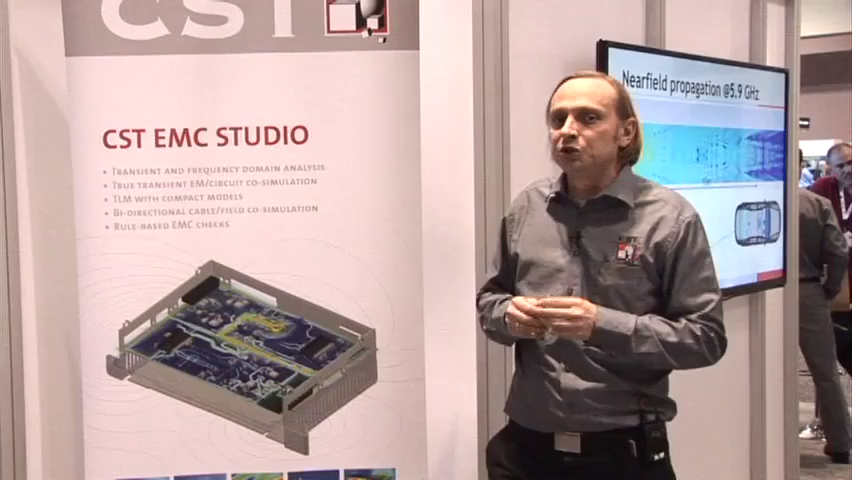 CST
CST EMC STUDIO
• TRANSIENT AND FREQUENCY DOMAIN ANALYSIS
• TRUE TRANSIENT EM/CIRCUIT CO-SIMULATION
• TLM WITH COMPACT MODELS
• BI-DIRECTIONAL CABLE/FIELD CO-SIMULATION
• RULE-BASED EMC CHECKS
Nearfield propagation @5.9 GHz